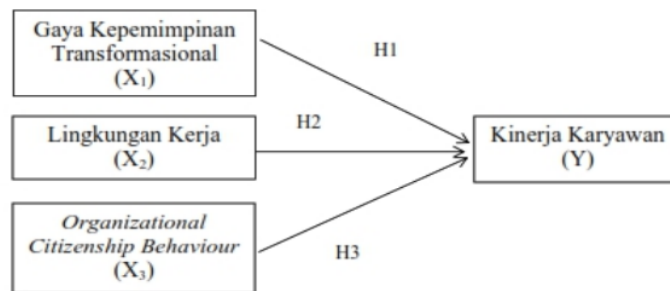 Gaya Kepemimpinan
Transformasional
(X₁)
H1
Lingkungan Kerja
(X₂)
H2
Kinerja Karyawan
(Y)
Organizational
Citizenship Behaviour
(X₃)
H3